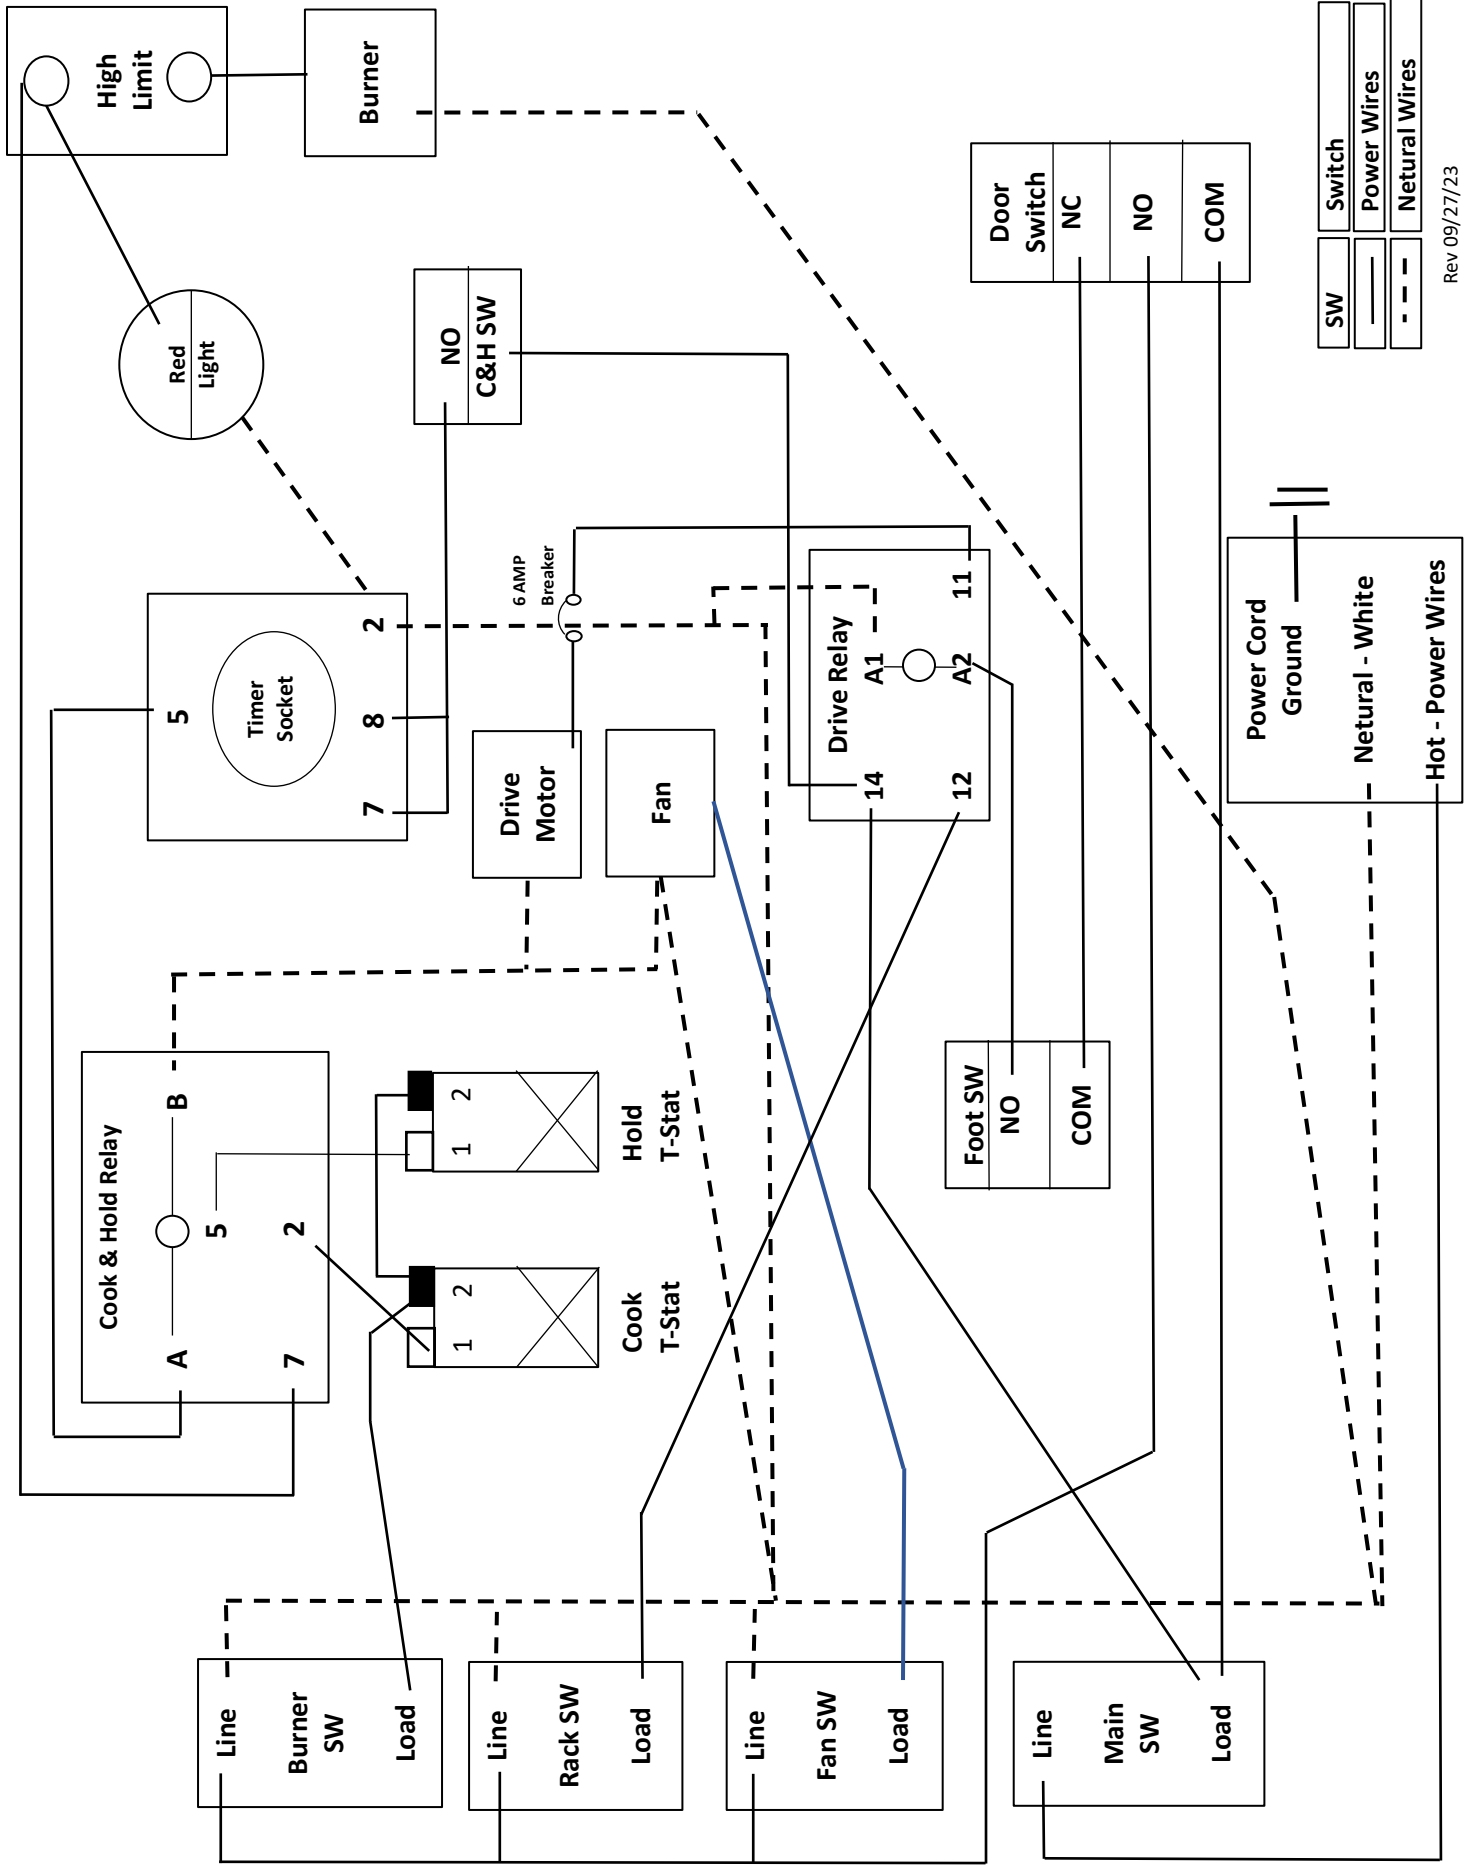 High
Limit
Burner
Red
Light
NO
C&H SW
Door
Switch
NC
NO
COM
SW
Switch
Power Wires
Netural Wires
Rev 09/27/23
5
Timer
Socket
2
8
7
6 AMP
Breaker
Drive
Motor
Fan
Drive Relay
A1
11
A2
14
12
Power Cord
Ground
Netural - White
Hot - Power Wires
Cook & Hold Relay
B
5
2
A
7
2
1
Hold
T-Stat
2
1
Cook
T-Stat
Foot SW
NO
COM
Line
Burner
SW
Load
Line
Rack SW
Load
Line
Fan SW
Load
Line
Main
SW
Load